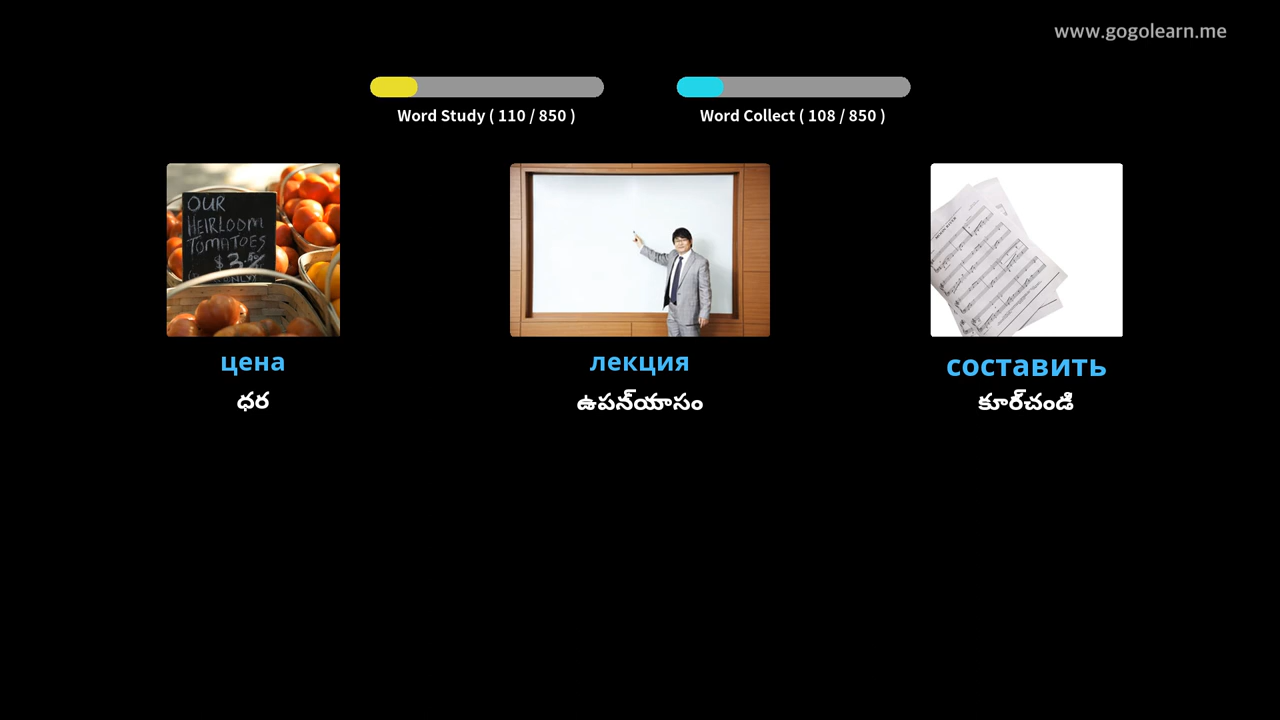 www.gogolearn.me
Word Study ( 110 / 850 )
Word Collect ( 108 / 850 )
OUR
HEIRLOOM
TOMATOES
цена
лекция
составить
ధర
ఉపన్యాసం
కూర్చండి